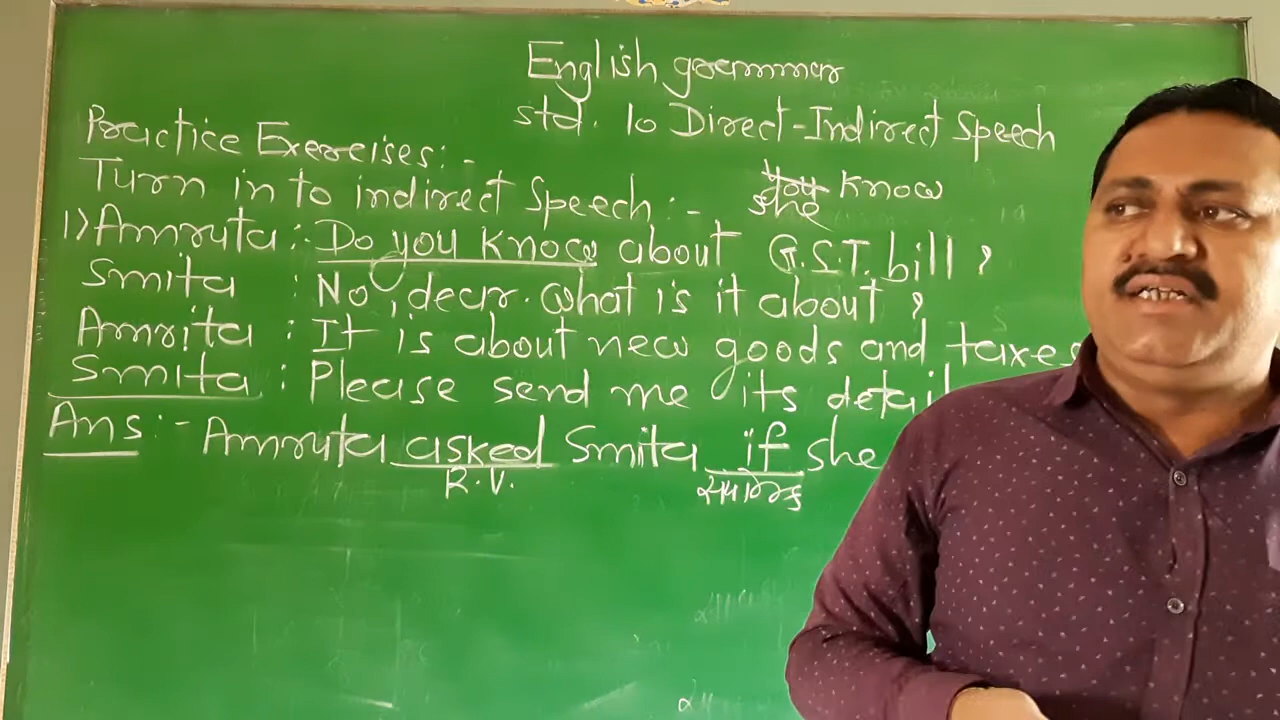 English grammar
std. 10 Direct-Indirect Speech
Practice Exercises:-
Turn in to indirect Speech :-
you know
she
1) Amruta : Do you know about G.S.T. bill ?
Smita : No, dear. What is it about ?
Amrita : It is about new goods and taxes
Smita : Please send me its detail
Ans :- Amruta asked Smita if she
R.V.